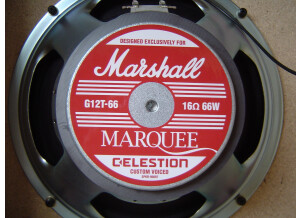 DESIGNED EXCLUSIVELY FOR
Marshall
G12T-66 16Ω 66W
MARQUEE
CELESTION
CUSTOM VOICED